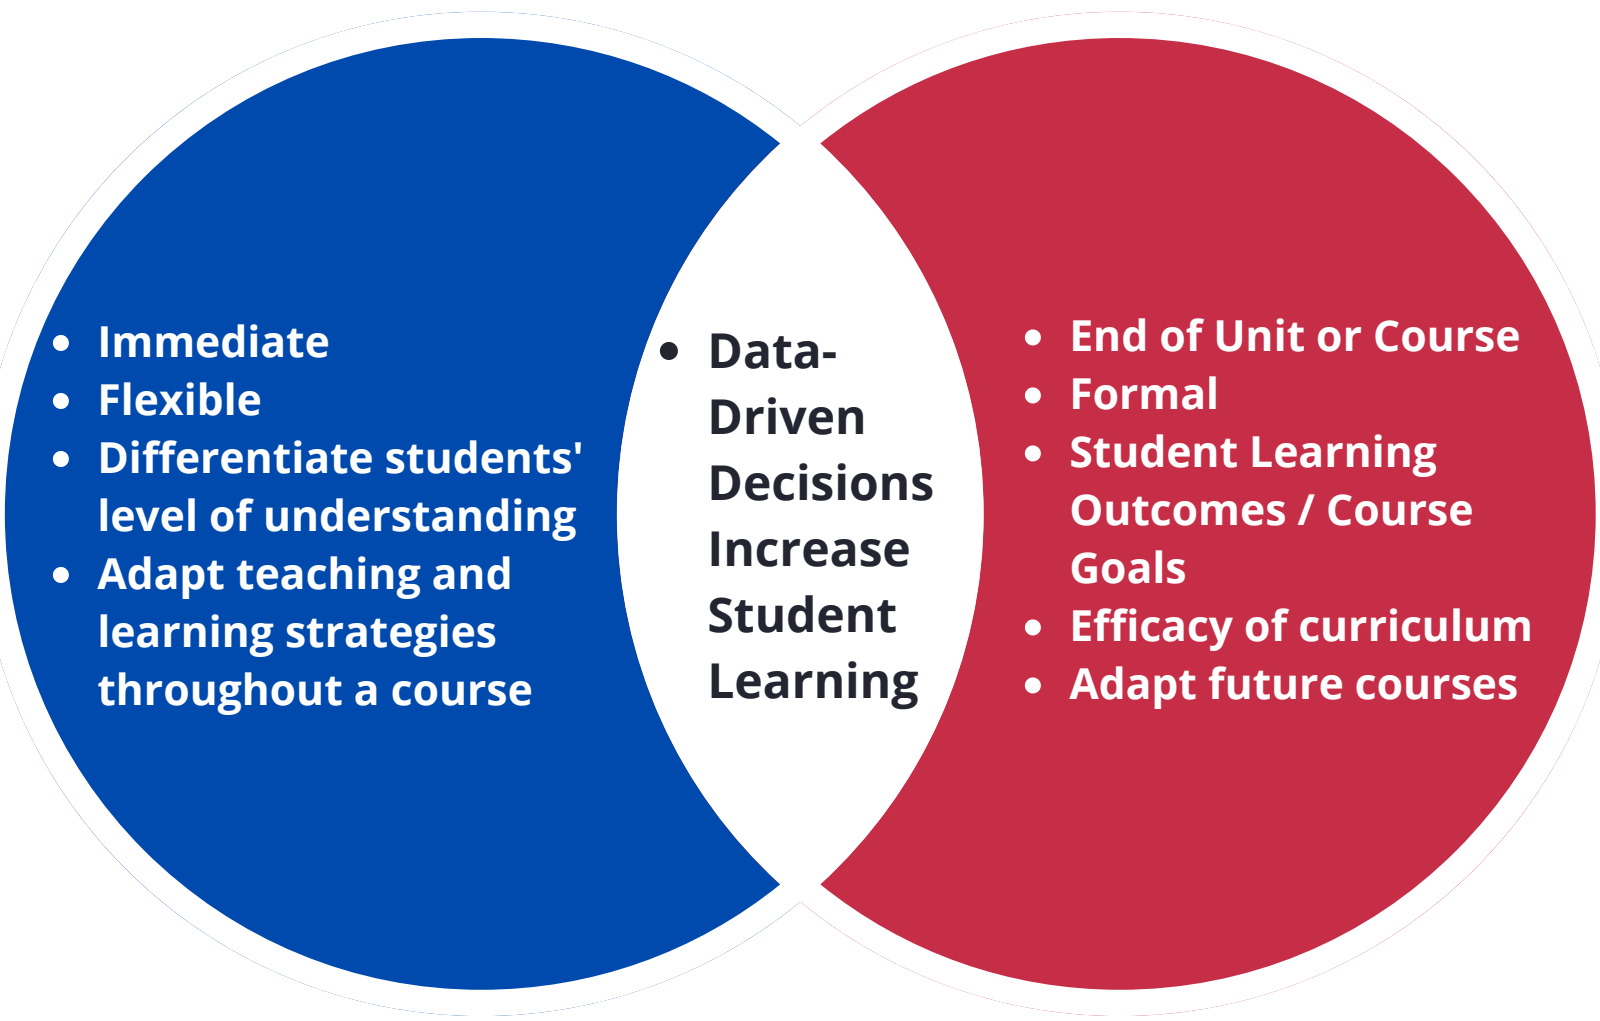 • Immediate
• Flexible
• Differentiate students'
level of understanding
• Adapt teaching and
learning strategies
throughout a course
• Data-
Driven
Decisions
Increase
Student
Learning
• End of Unit or Course
• Formal
• Student Learning
Outcomes / Course
Goals
• Efficacy of curriculum
• Adapt future courses